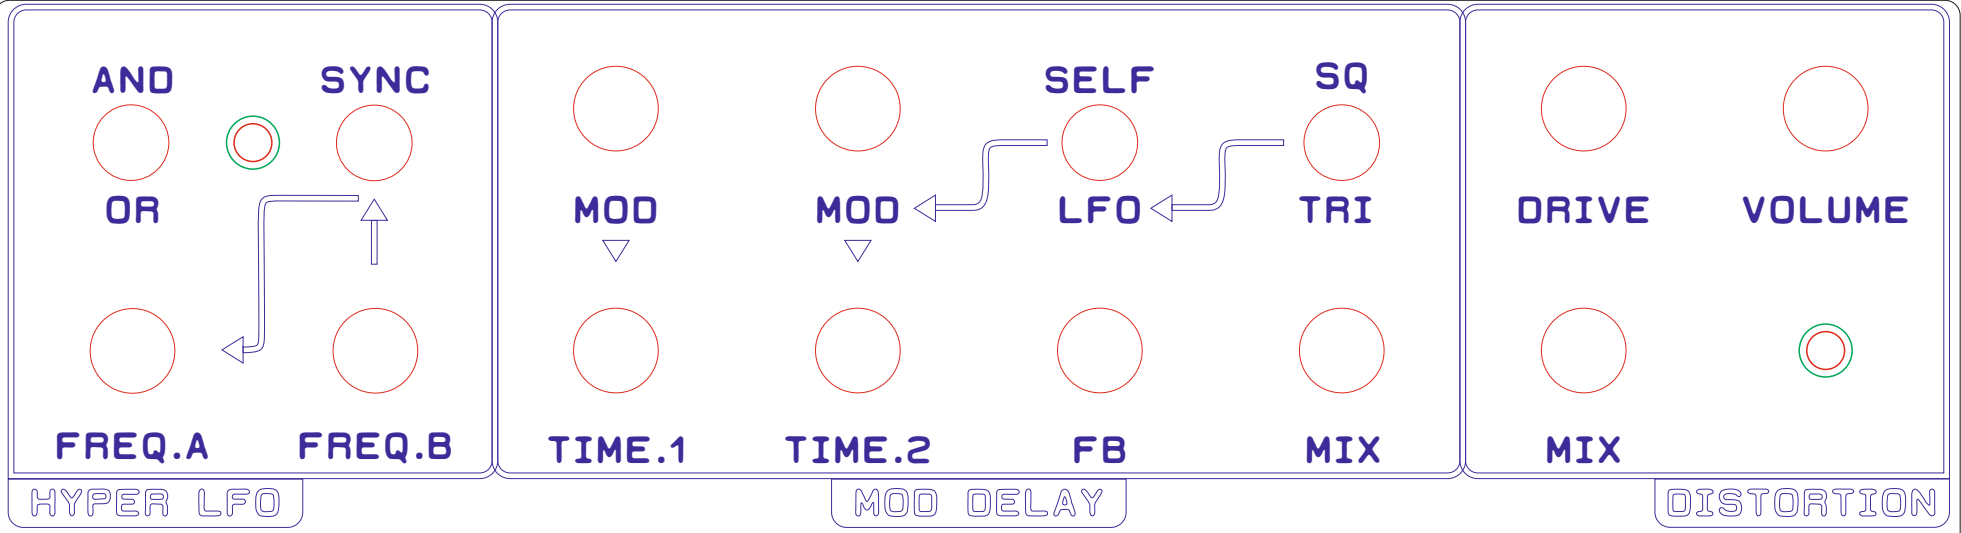 AND SYNC SELF SQ
OR MOD MOD LFO TRI DRIVE VOLUME
FREQ.A FREQ.B TIME.1 TIME.2 FB MIX MIX
HYPER LFO MOD DELAY DISTORTION